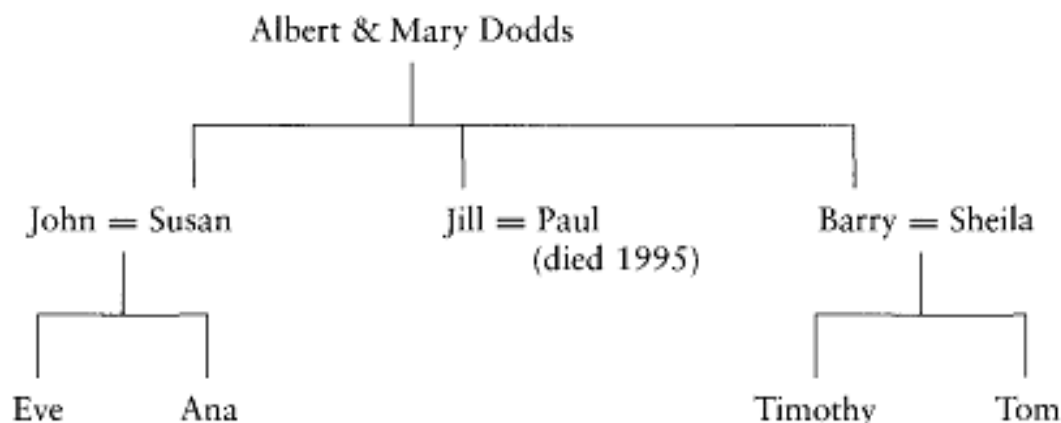 Albert & Mary Dodds
John = Susan
Jill = Paul
(died 1995)
Barry = Sheila
Eve
Ana
Timothy
Tom